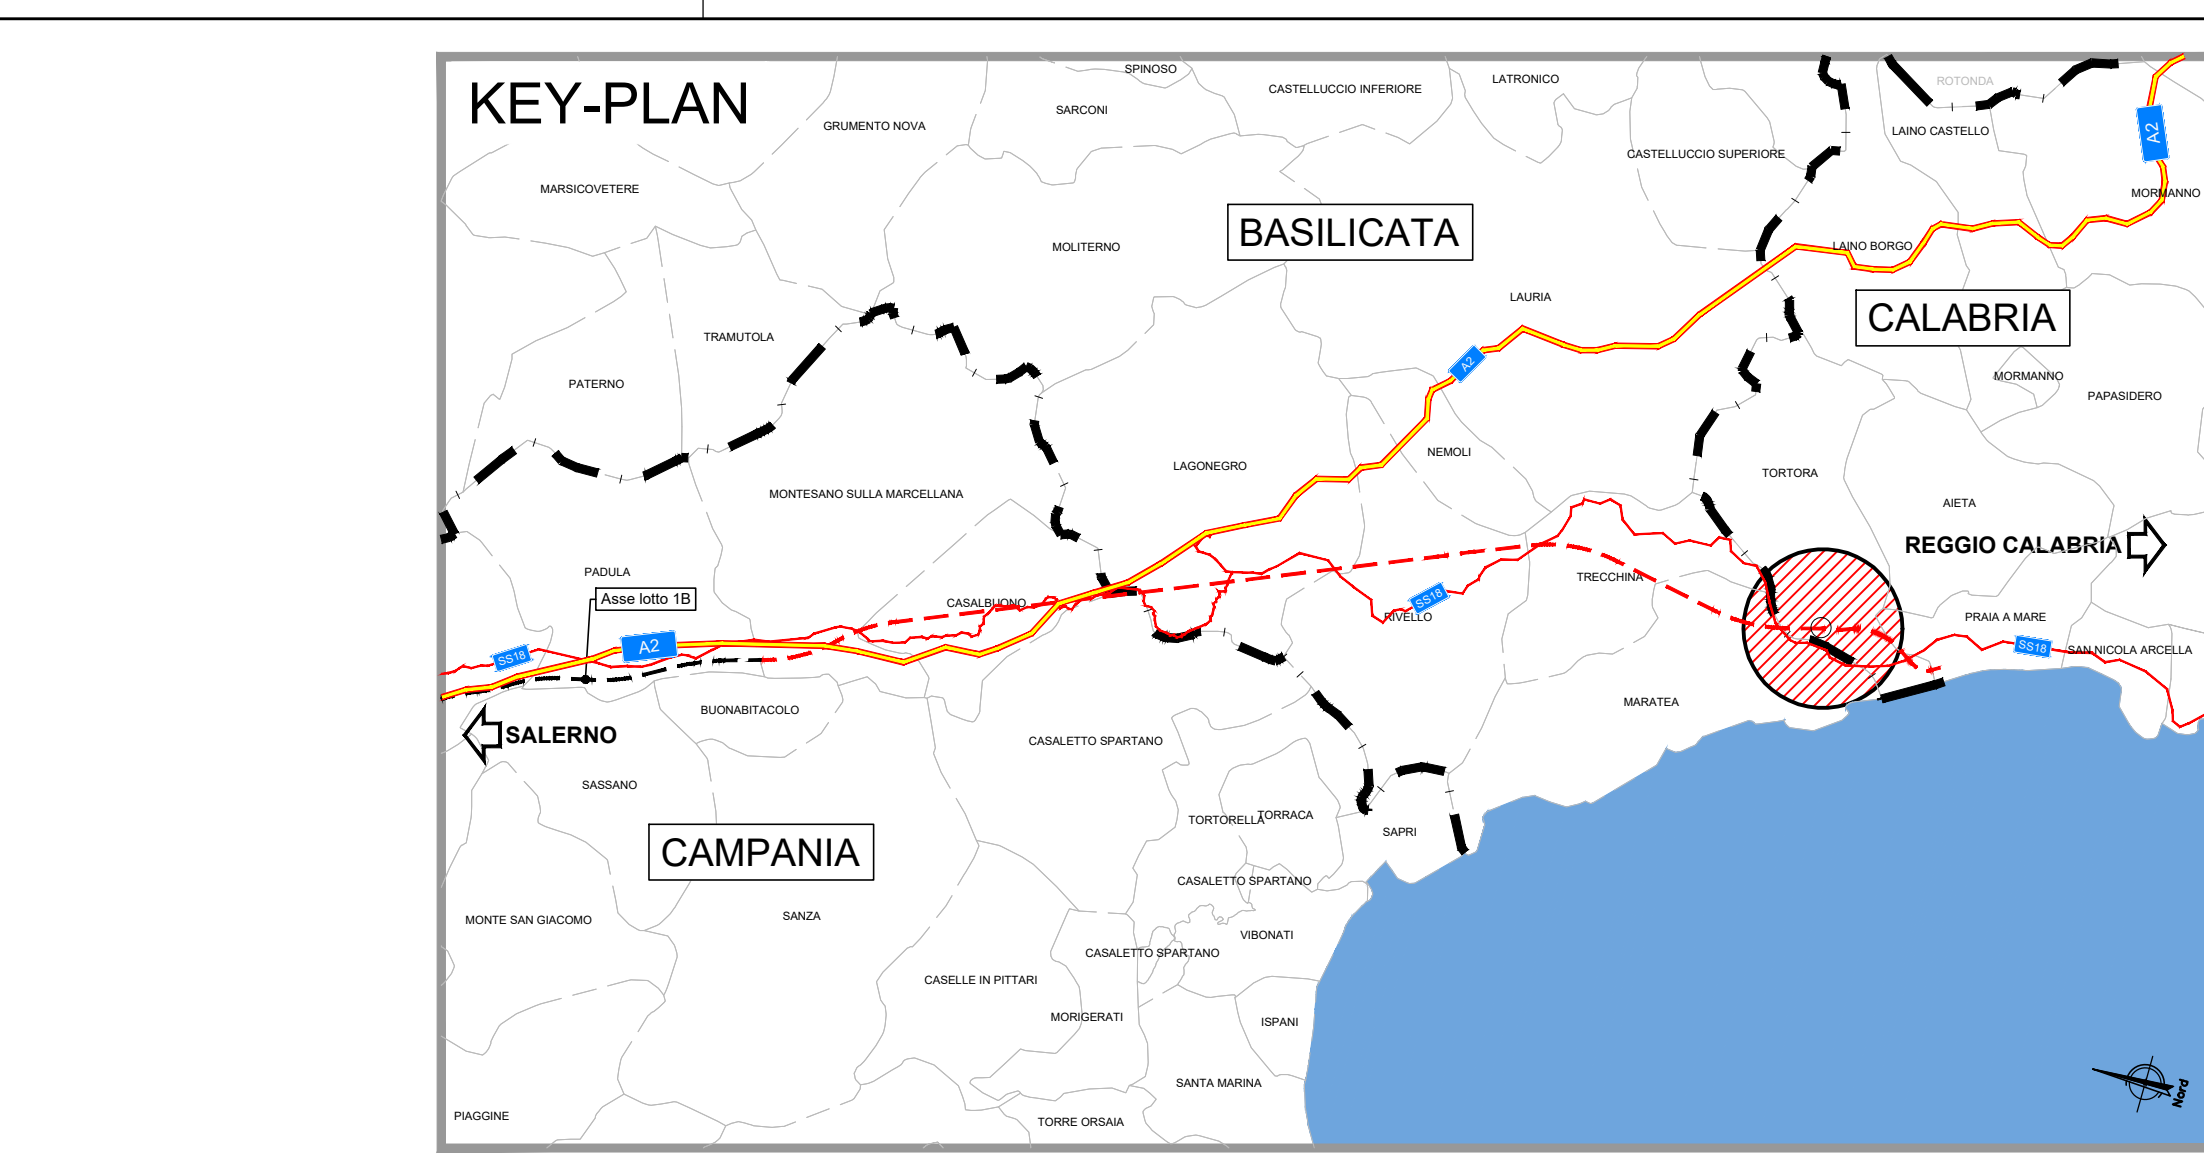 KEY-PLAN
SPINOSO
LATRONICO
ROTONDA
CASTELLUCCIO INFERIORE
SARCONI
GRUMENTO NOVA
LAINO CASTELLO
A2
CASTELLUCCIO SUPERIORE
MARSICOVETERE
MORMANNO
BASILICATA
MOLITERNO
LAINO BORGO
LAURIA
CALABRIA
TRAMUTOLA
A2
MORMANNO
PATERNO
PAPASIDERO
NEMOLI
LAGONEGRO
TORTORA
MONTESANO SULLA MARCELLANA
AIETA
REGGIO CALABRIA
PADULA
TRECCHINA
Asse lotto 1B
CASALBUONO
SS18
RIVELLO
PRAIA A MARE
A2
SS18
SS18
SAN NICOLA ARCELLA
MARATEA
BUONABITACOLO
SALERNO
CASALETTO SPARTANO
SASSANO
TORTORELLA
TORRACA
SAPRI
CAMPANIA
CASALETTO SPARTANO
SANZA
MONTE SAN GIACOMO
VIBONATI
CASALETTO SPARTANO
CASELLE IN PITTARI
MORIGERATI
ISPANI
SANTA MARINA
Nord
PIAGGINE
TORRE ORSAIA